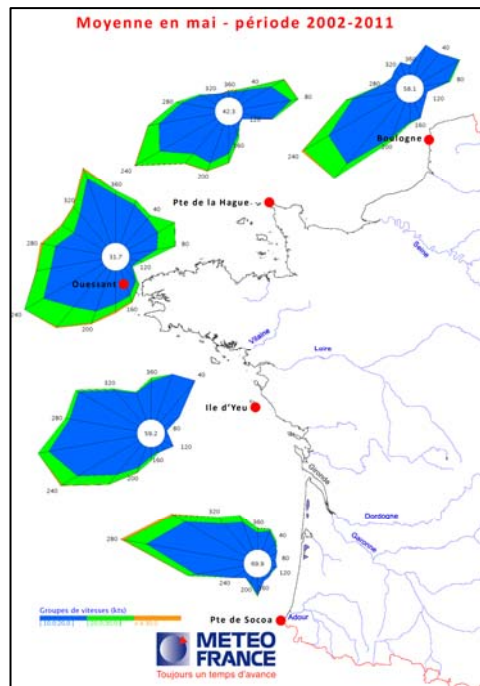 Moyenne en mai - période 2002-2011
40
360
320
58.1
120
160
200
240
Boulogne
40
360
280
42.3
80
200
240
Pte de la Hague
Seine
360
320
40
280
80
31.7
120
160
200
240
Ouessant
Vilaine
Loire
360
40
320
280
59.2
80
120
160
200
240
Ile d'Yeu
Gironde
Dordogne
Garonne
320
360
40
280
69.9
80
120
200
240
Pte de Socoa
Adour
Groupes de vitesses (kts)
METEO
FRANCE
Toujours un temps d'avance